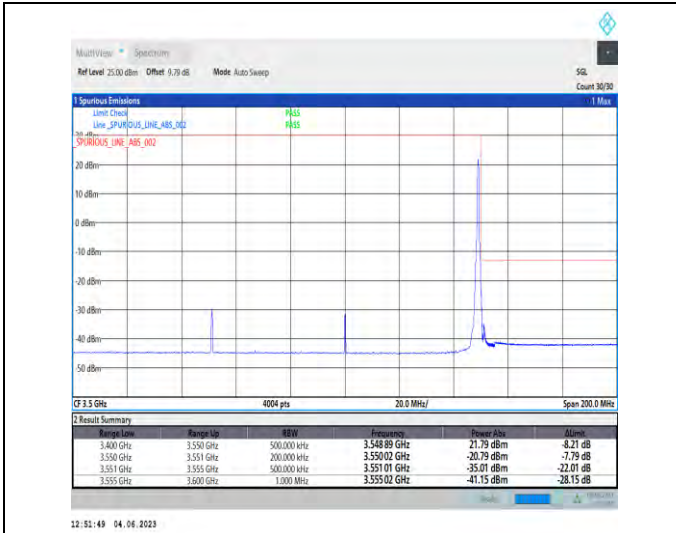 MultiView Spectrum
Ref Level 25.00 dBm Offset 9.79 dB Mode Auto Sweep SGL
Count 30/30
1 Spurious Emissions 1 Max
Limit Check PASS
Line _SPURIOUS_LINE_ABS_002 PASS
_SPURIOUS_LINE_ABS_002
20 dBm
10 dBm
0 dBm
-10 dBm
-20 dBm
-30 dBm
-40 dBm
-50 dBm
CF 3.5 GHz 4004 pts 20.0 MHz/ Span 200.0 MHz
2 Result Summary
Range Low Range Up RBW Frequency Power Abs ΔLimit
3.400 GHz 3.550 GHz 500.000 kHz 3.548 89 GHz 21.79 dBm -8.21 dB
3.550 GHz 3.551 GHz 200.000 kHz 3.550 02 GHz -20.79 dBm -7.79 dB
3.551 GHz 3.555 GHz 500.000 kHz 3.551 01 GHz -35.01 dBm -22.01 dB
3.555 GHz 3.600 GHz 1.000 MHz 3.555 02 GHz -41.15 dBm -28.15 dB
12:51:49 04.06.2023